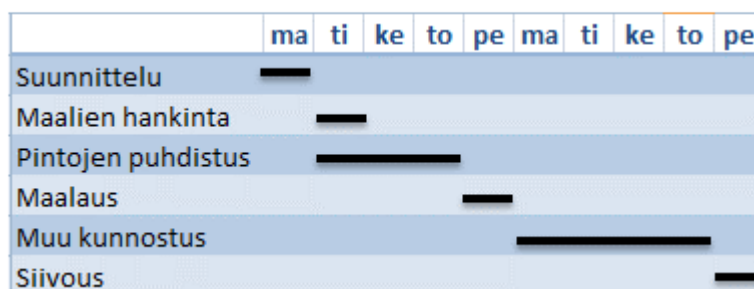 ma ti ke to pe ma ti ke to pe
Suunnittelu
Maalien hankinta
Pintojen puhdistus
Maalaus
Muu kunnostus
Siivous